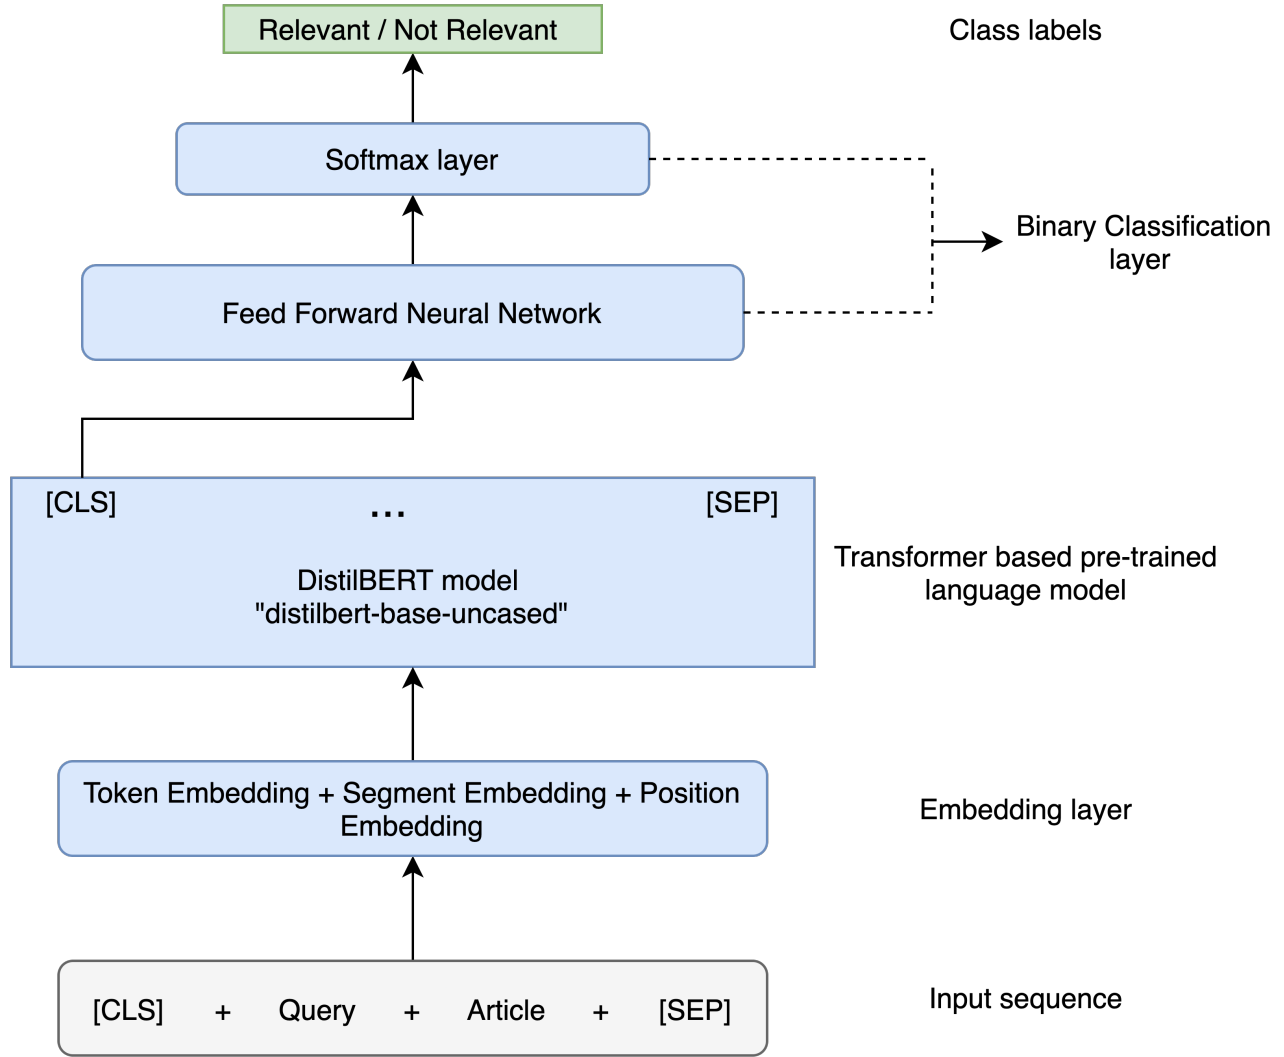 Relevant / Not Relevant
Class labels
Softmax layer
Binary Classification
layer
Feed Forward Neural Network
[CLS] ... [SEP]
DistilBERT model
"distilbert-base-uncased"
Transformer based pre-trained
language model
Token Embedding + Segment Embedding + Position
Embedding
Embedding layer
[CLS] + Query + Article + [SEP]
Input sequence